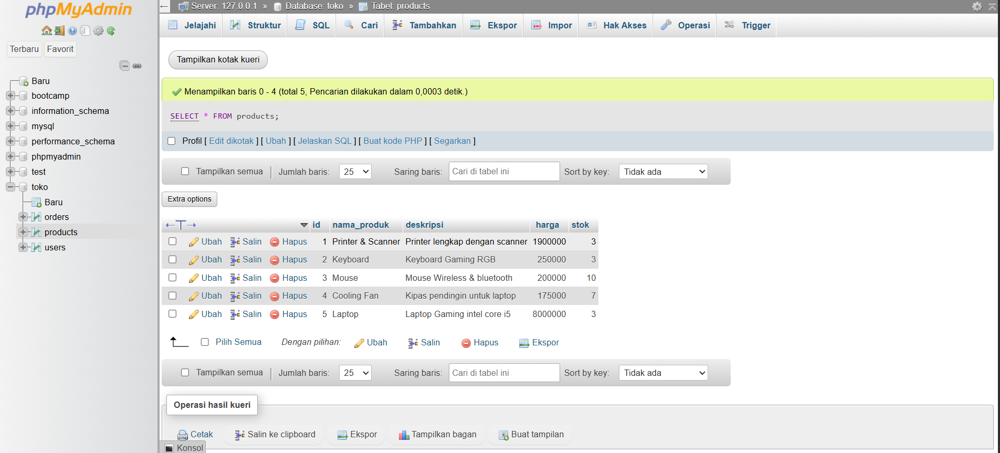 phpMyAdmin
Terbaru Favorit
Baru
bootcamp
information_schema
mysql
performance_schema
phpmyadmin
test
toko
Baru
orders
products
users
Server: 127.0.0.1 » Database: toko » Tabel: products
Jelajahi Struktur SQL Cari Tambahkan Ekspor Impor Hak Akses Operasi Trigger
Tampilkan kotak kueri
Menampilkan baris 0 - 4 (total 5, Pencarian dilakukan dalam 0,0003 detik.)
SELECT * FROM products;
Profil [ Edit dikotak ] [ Ubah ] [ Jelaskan SQL ] [ Buat kode PHP ] [ Segarkan ]
Tampilkan semua Jumlah baris: 25 Saring baris: Cari di tabel ini Sort by key: Tidak ada
Extra options
id nama_produk deskripsi harga stok
Ubah Salin Hapus 1 Printer & Scanner Printer lengkap dengan scanner 1900000 3
Ubah Salin Hapus 2 Keyboard Keyboard Gaming RGB 250000 3
Ubah Salin Hapus 3 Mouse Mouse Wireless & bluetooth 200000 10
Ubah Salin Hapus 4 Cooling Fan Kipas pendingin untuk laptop 175000 7
Ubah Salin Hapus 5 Laptop Laptop Gaming intel core i5 8000000 3
Pilih Semua Dengan pilihan: Ubah Salin Hapus Ekspor
Tampilkan semua Jumlah baris: 25 Saring baris: Cari di tabel ini Sort by key: Tidak ada
Operasi hasil kueri
Cetak Salin ke clipboard Ekspor Tampilkan bagan Buat tampilan
Konsol